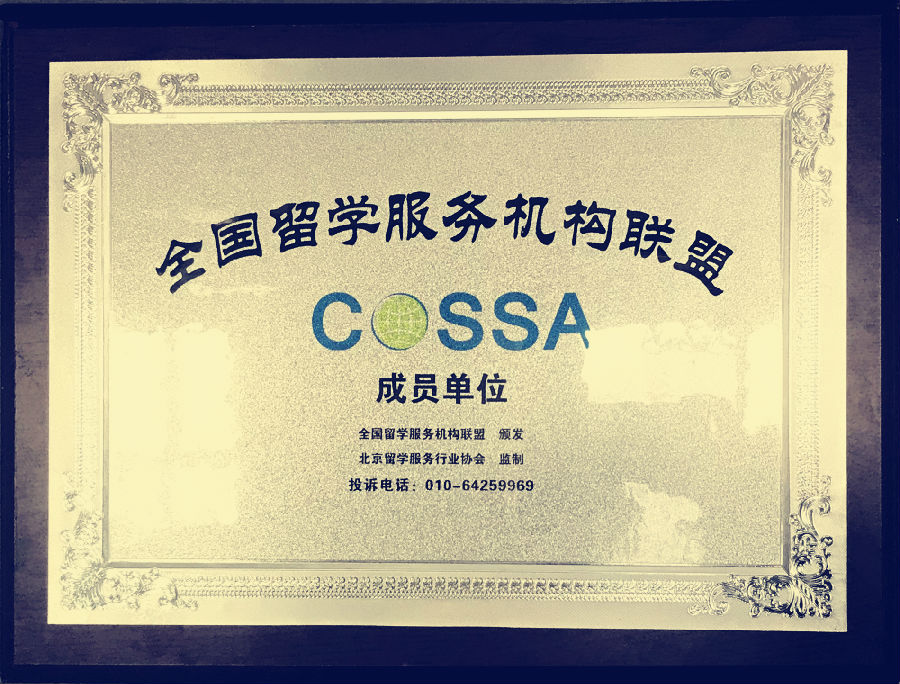 全国留学服务机构联盟
COSSA
成员单位
全国留学服务机构联盟 颁发
北京留学服务行业协会 监制
投诉电话：010-64259969